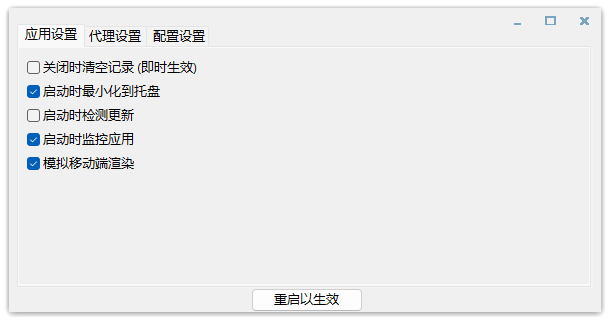 应用设置 代理设置 配置设置
关闭时清空记录 (即时生效)
启动时最小化到托盘
启动时检测更新
启动时监控应用
模拟移动端渲染
重启以生效